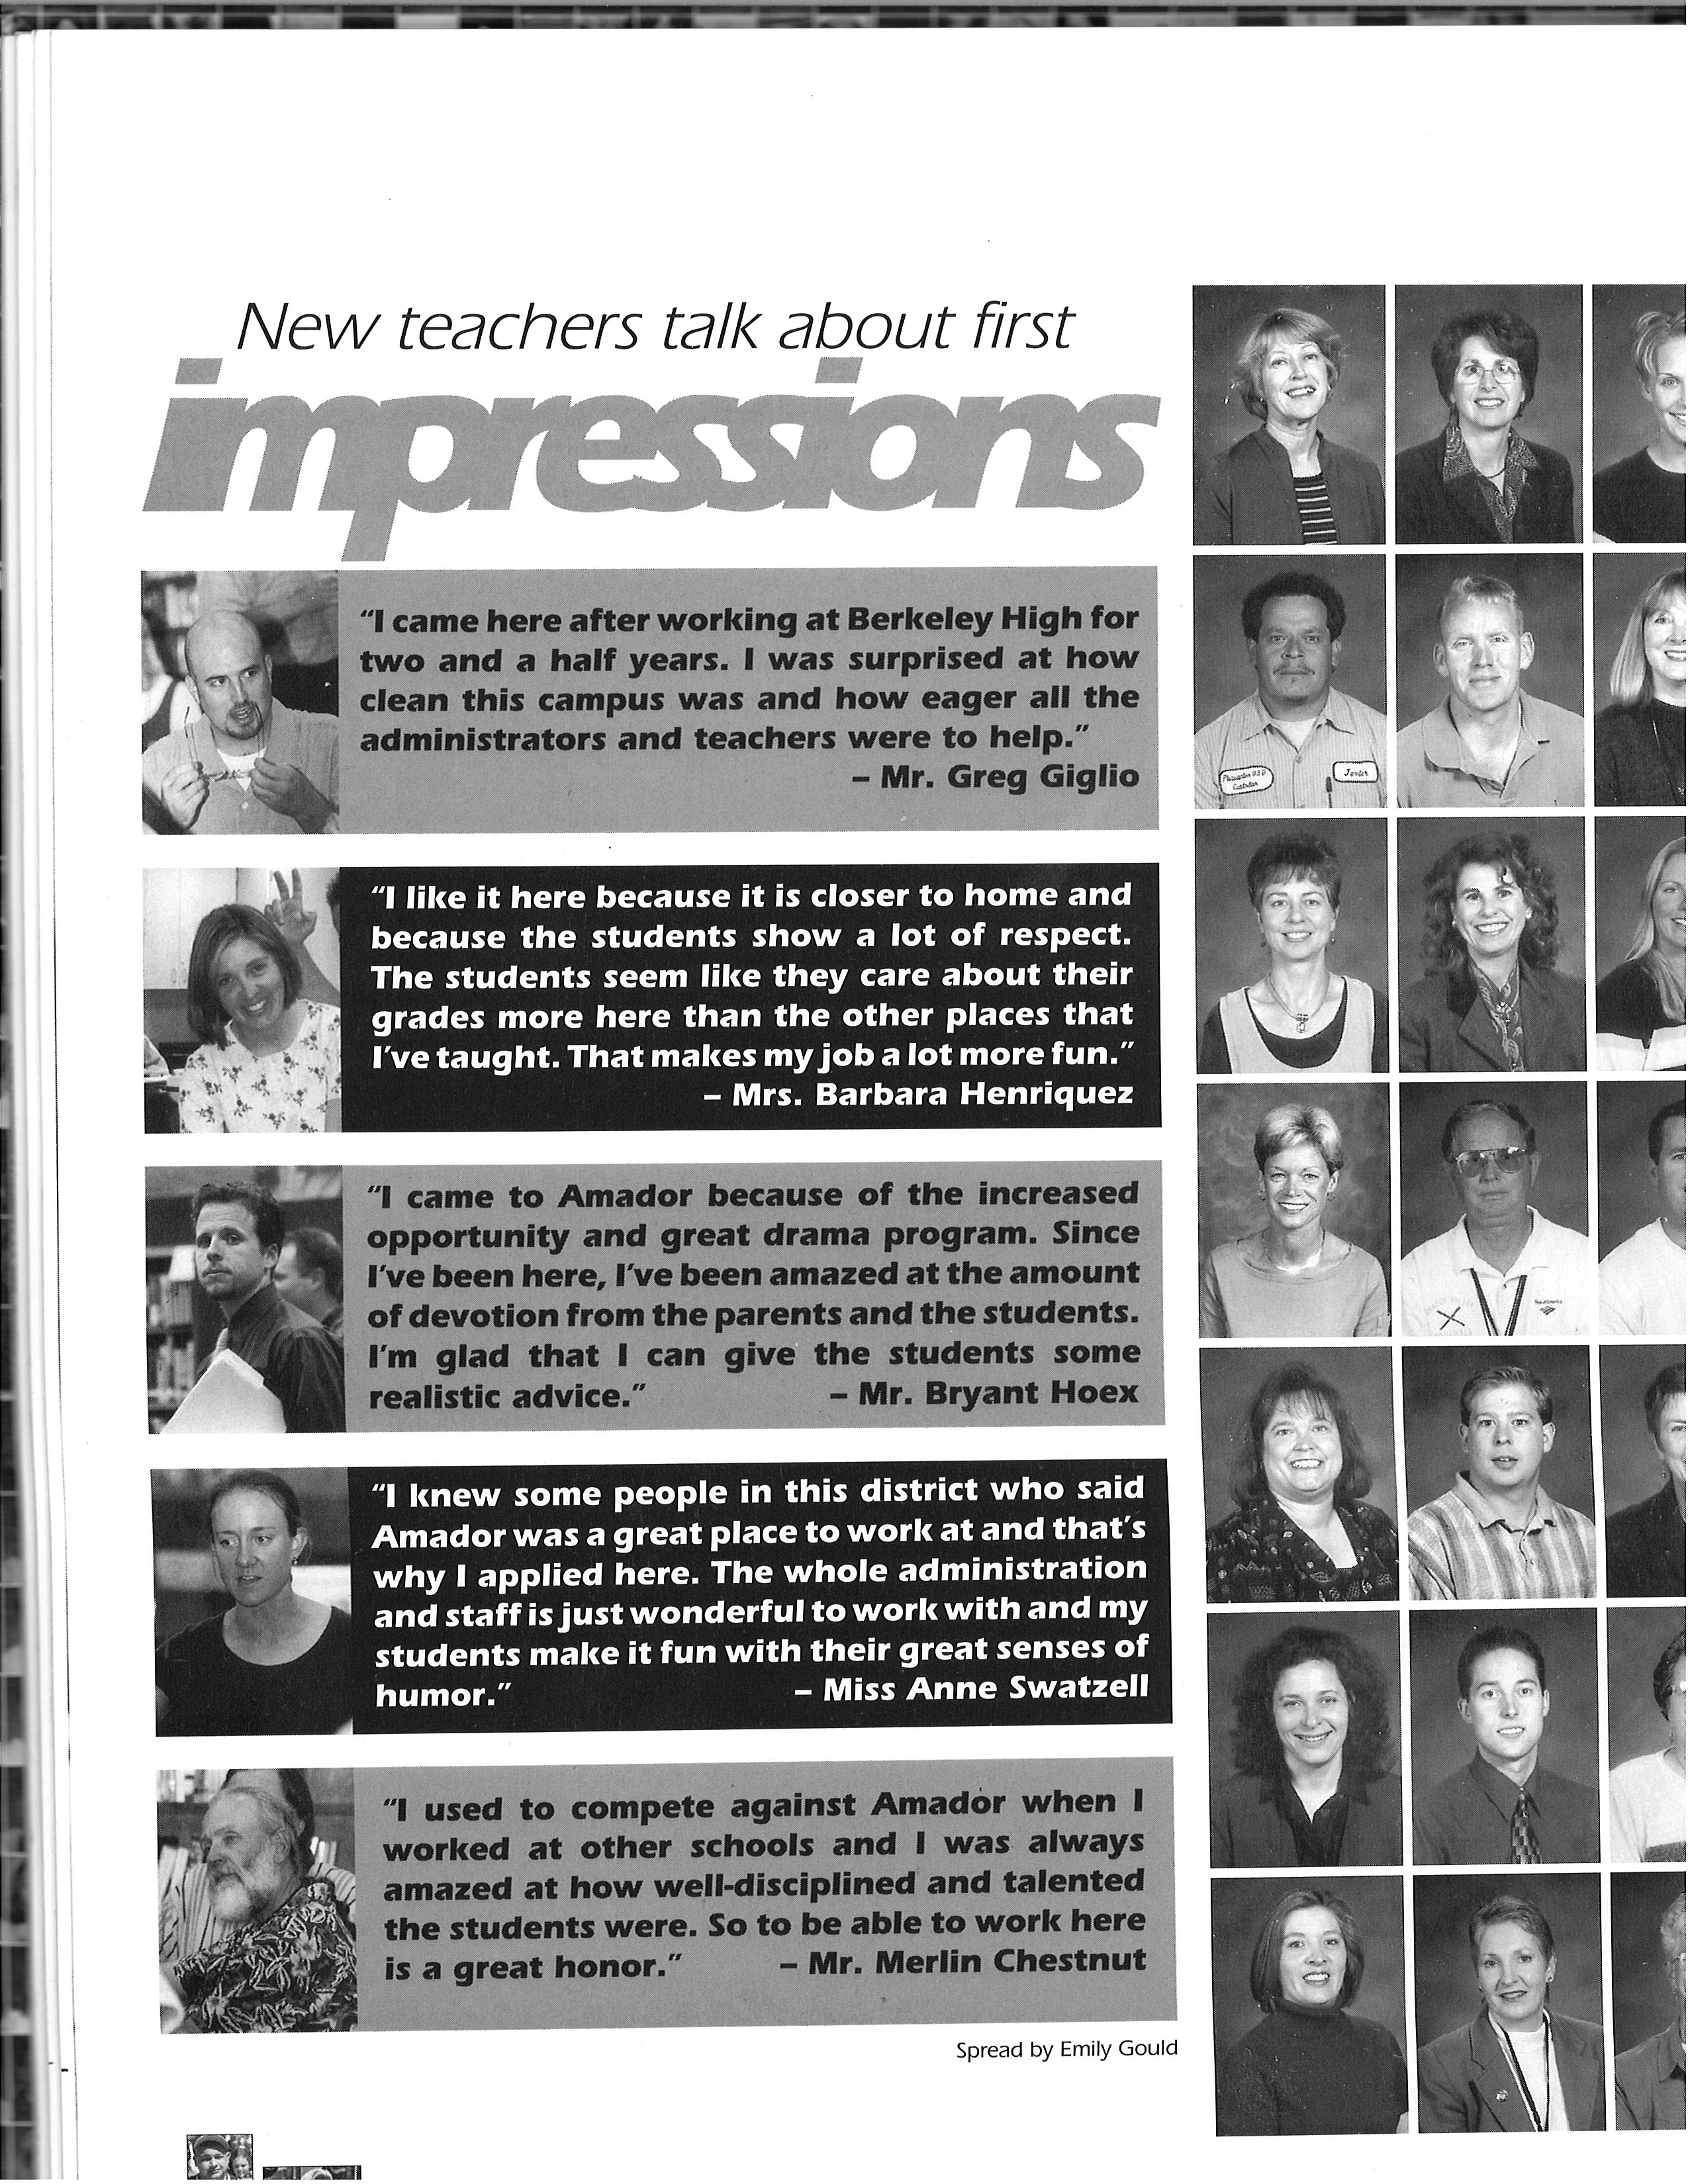 New teachers talk about first
impressions
“I came here after working at Berkeley High for
two and a half years. I was surprised at how
clean this campus was and how eager all the
administrators and teachers were to help.”
– Mr. Greg Giglio
“I like it here because it is closer to home and
because the students show a lot of respect.
The students seem like they care about their
grades more here than the other places that
I’ve taught. That makes my job a lot more fun.”
– Mrs. Barbara Henriquez
“I came to Amador because of the increased
opportunity and great drama program. Since
I’ve been here, I’ve been amazed at the amount
of devotion from the parents and the students.
I’m glad that I can give the students some
realistic advice.” – Mr. Bryant Hoex
“I knew some people in this district who said
Amador was a great place to work at and that’s
why I applied here. The whole administration
and staff is just wonderful to work with and my
students make it fun with their great senses of
humor.” – Miss Anne Swatzell
“I used to compete against Amador when I
worked at other schools and I was always
amazed at how well-disciplined and talented
the students were. So to be able to work here
is a great honor.” – Mr. Merlin Chestnut
Spread by Emily Gould
Pleasanton USD
Custodian
Bank of America